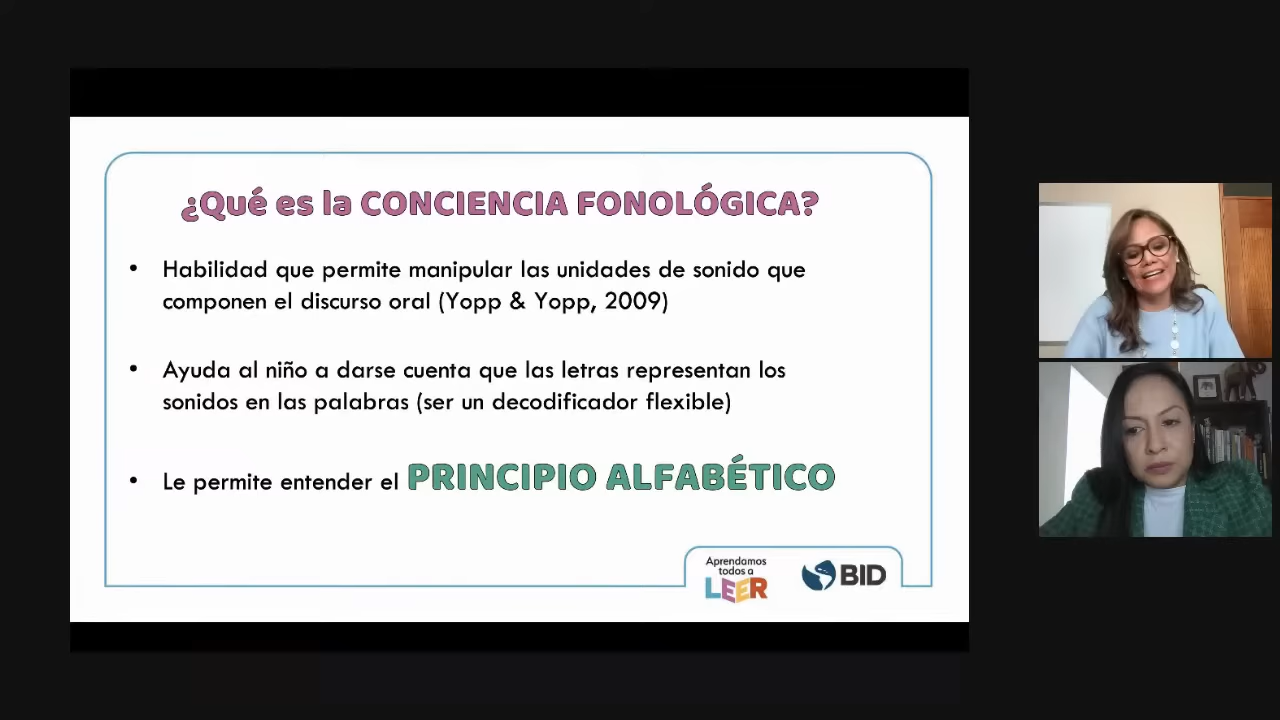 ¿Qué es la CONCIENCIA FONOLÓGICA?
• Habilidad que permite manipular las unidades de sonido que
componen el discurso oral (Yopp & Yopp, 2009)
• Ayuda al niño a darse cuenta que las letras representan los
sonidos en las palabras (ser un decodificador flexible)
• Le permite entender el PRINCIPIO ALFABÉTICO
Aprendamos
todos a
LEER
BID